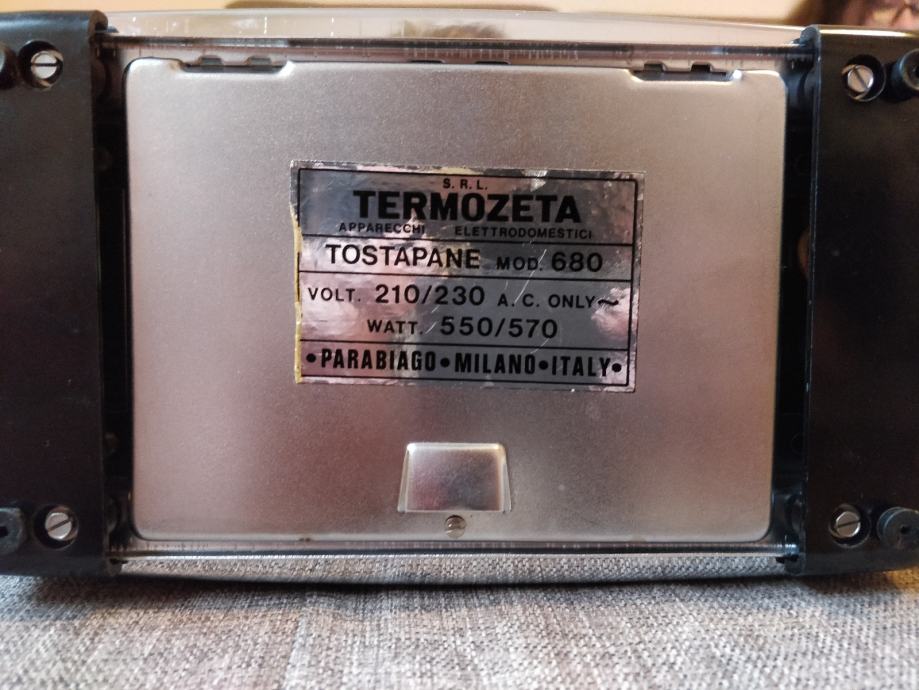 S.R.L.
TERMOZETA
APPARECCHI ELETTRODOMESTICI
TOSTAPANE MOD. 680
VOLT. 210/230 A.C. ONLY~
WATT. 550/570
•PARABIAGO•MILANO•ITALY•